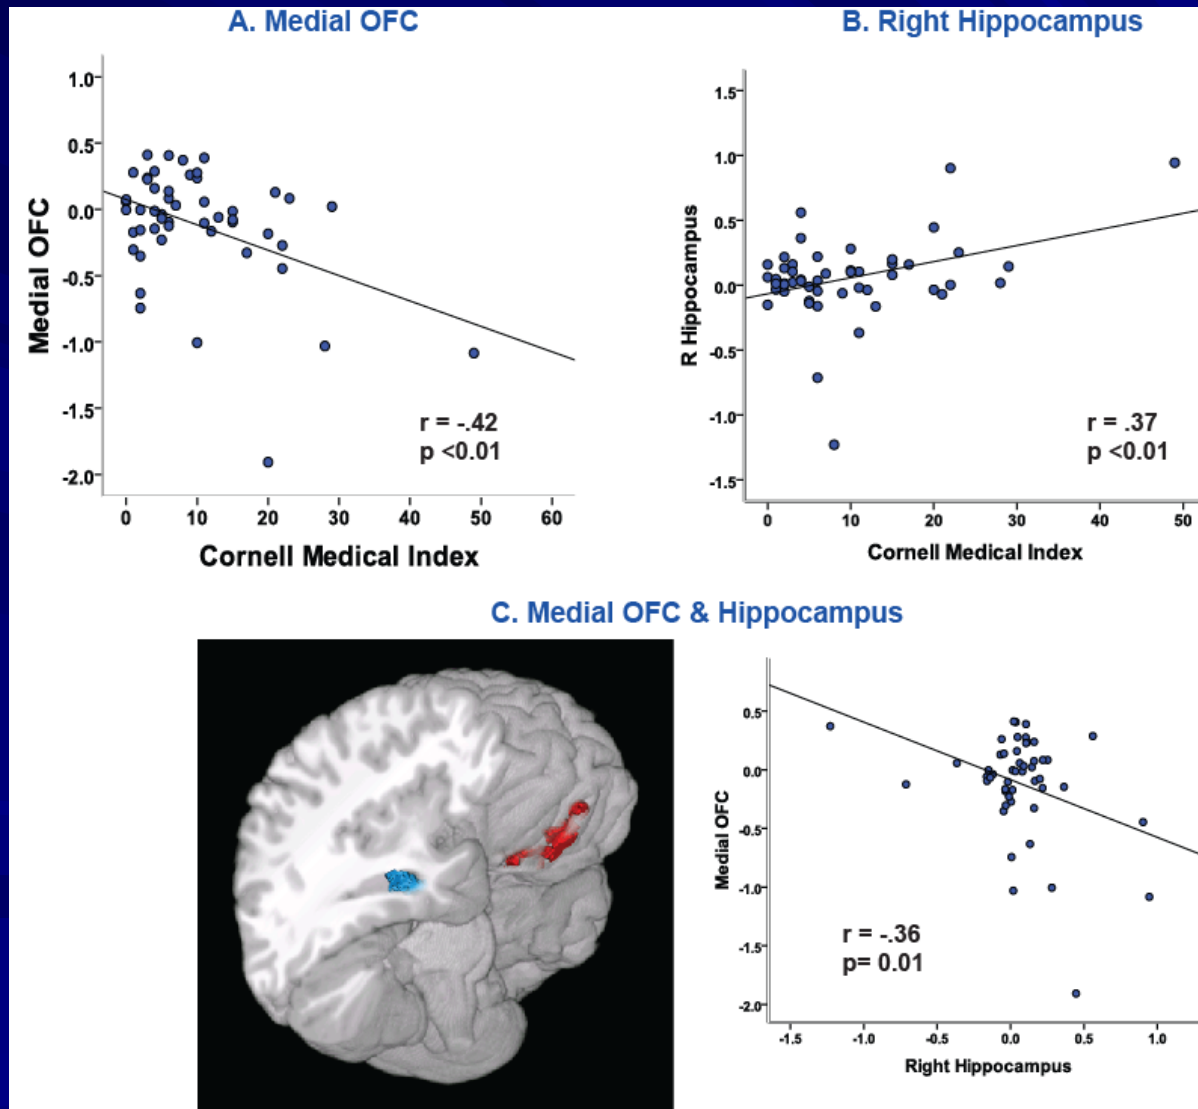 A. Medial OFC
1.0
0.5
0.0
-0.5
-1.0
-1.5
-2.0
Medial OFC
r = -.42
p <0.01
0 10 20 30 40 50 60
Cornell Medical Index
B. Right Hippocampus
1.5
1.0
0.5
0.0
-0.5
-1.0
-1.5
R Hippocampus
r = .37
p <0.01
0 10 20 30 40 50
Cornell Medical Index
C. Medial OFC & Hippocampus
0.5
0.0
-0.5
-1.0
-1.5
-2.0
Medial OFC
r = -.36
p= 0.01
-1.5 -1.0 -0.5 0.0 0.5 1.0
Right Hippocampus